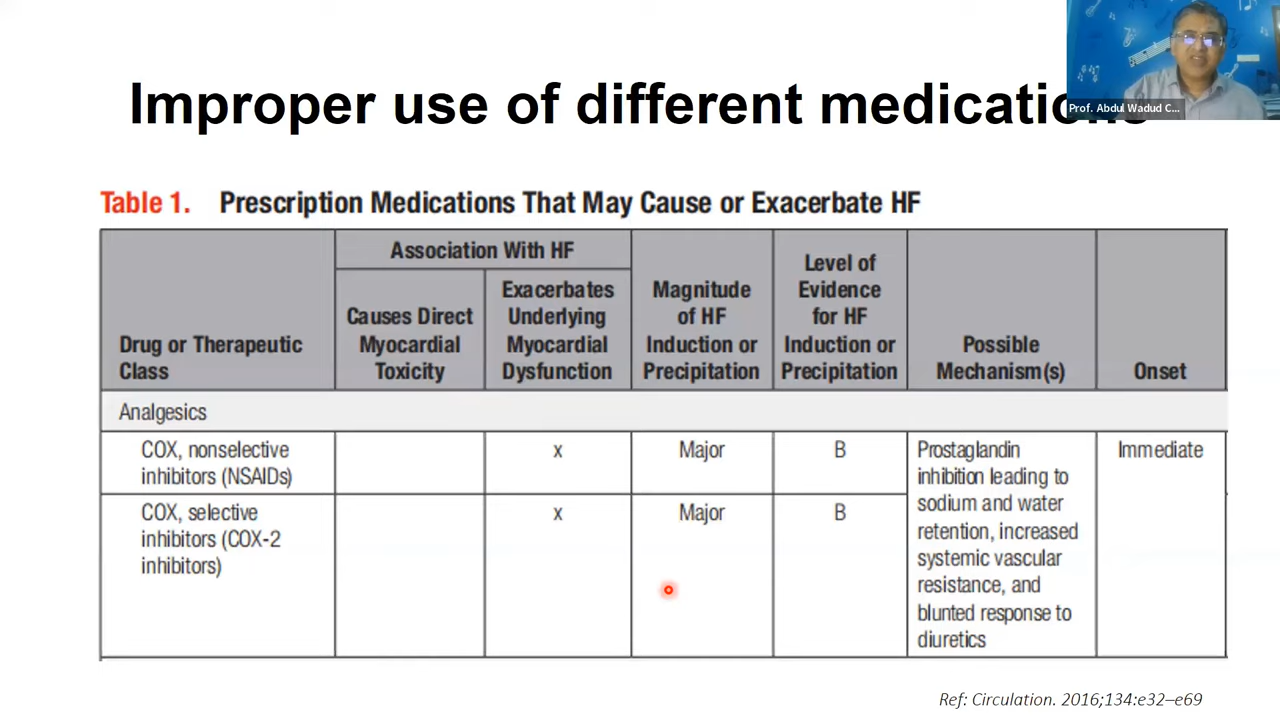 Improper use of different medications
Prof. Abdul Wadud C...
Table 1. Prescription Medications That May Cause or Exacerbate HF
Drug or Therapeutic
Class
Association With HF
Causes Direct
Myocardial
Toxicity
Exacerbates
Underlying
Myocardial
Dysfunction
Magnitude
of HF
Induction or
Precipitation
Level of
Evidence
for HF
Induction or
Precipitation
Possible
Mechanism(s)
Onset
Analgesics
COX, nonselective
inhibitors (NSAIDs)
x
Major
B
Prostaglandin
inhibition leading to
sodium and water
retention, increased
systemic vascular
resistance, and
blunted response to
diuretics
Immediate
COX, selective
inhibitors (COX-2
inhibitors)
x
Major
B
Ref: Circulation. 2016;134:e32–e69